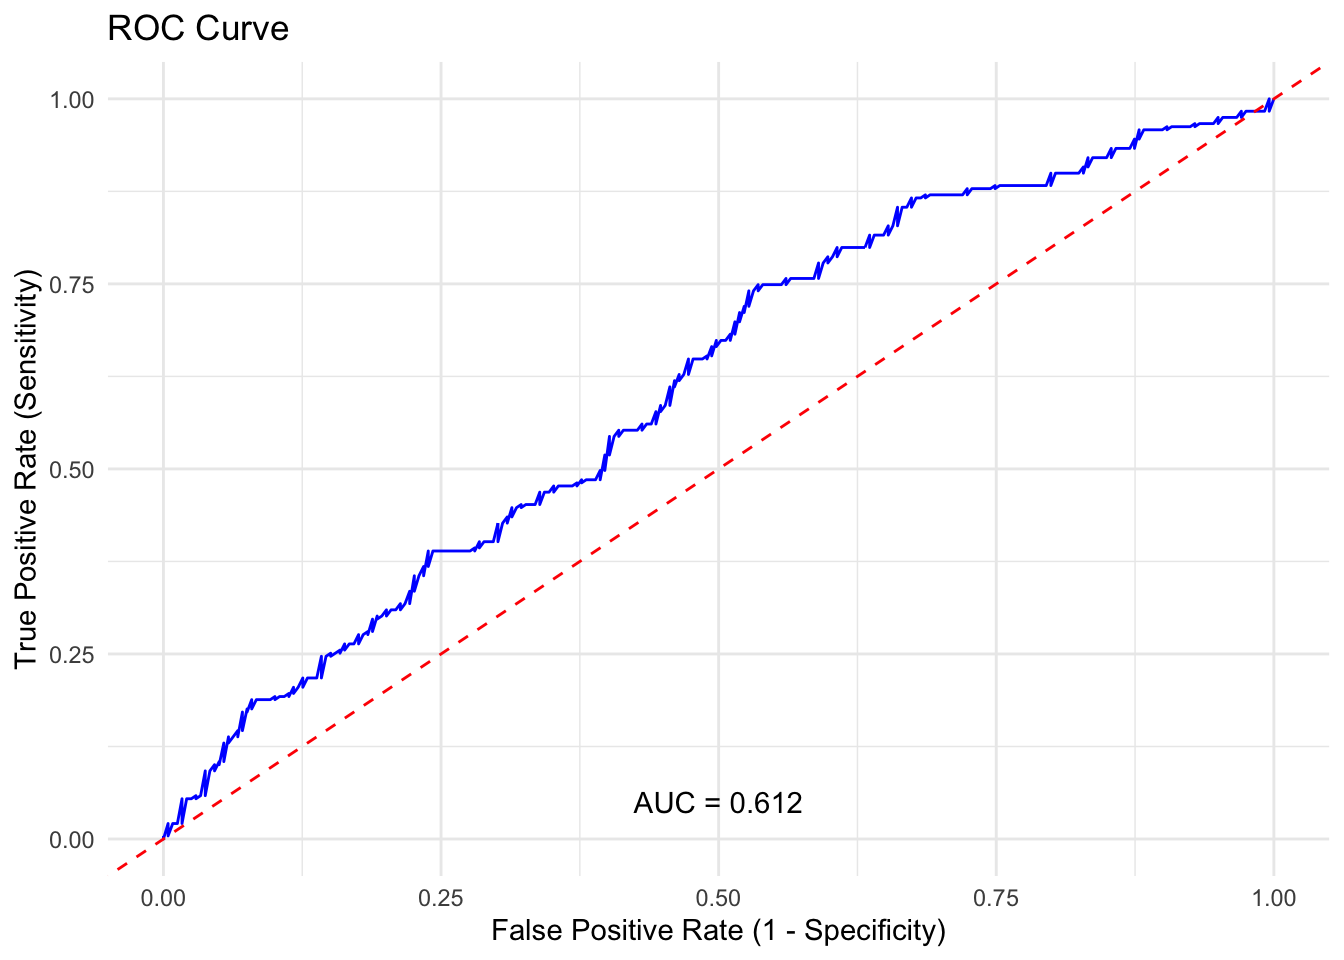 ROC Curve
1.00
0.75
0.50
0.25
0.00
True Positive Rate (Sensitivity)
AUC = 0.612
0.00 0.25 0.50 0.75 1.00
False Positive Rate (1 - Specificity)